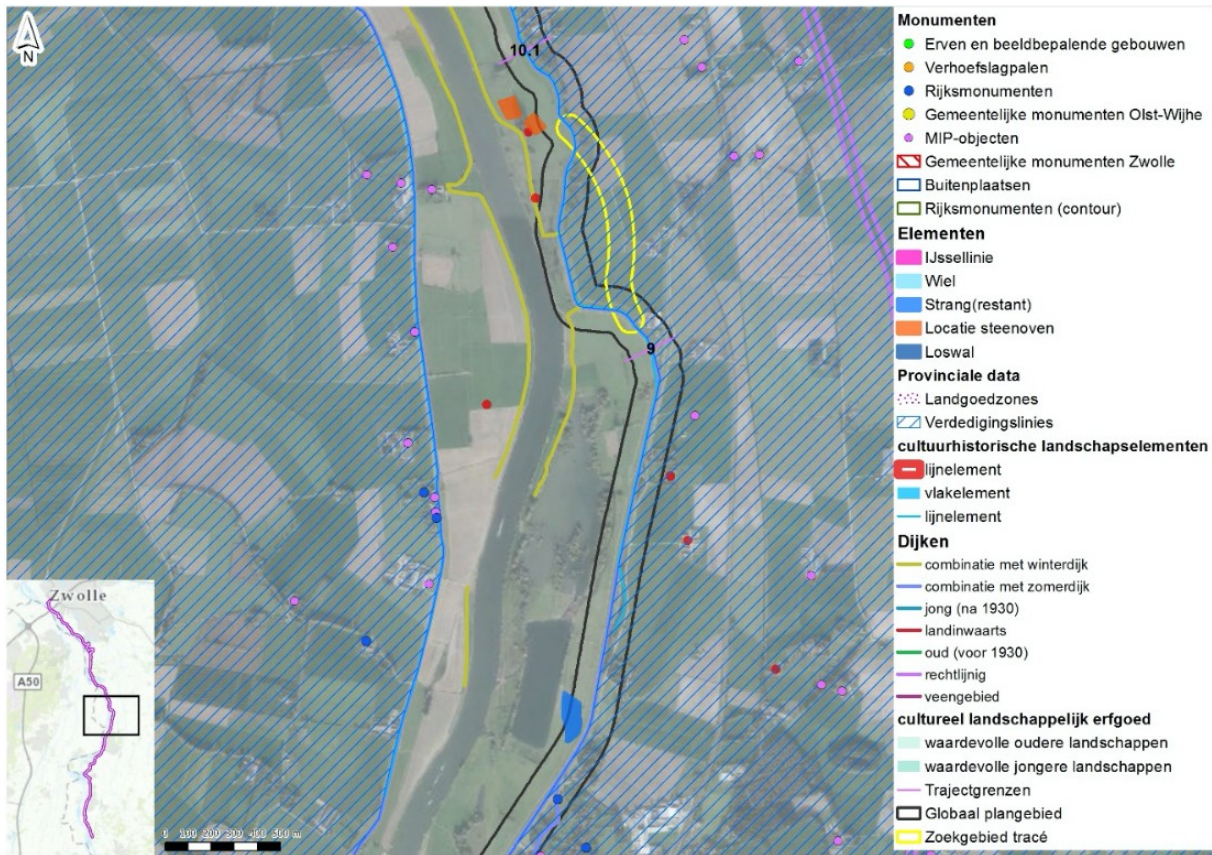 N
10.1
9
Zwolle
A50
0 100 200 300 400 500 m
Monumenten
Erven en beeldbepalende gebouwen
Verhoefslagpalen
Rijksmonumenten
Gemeentelijke monumenten Olst-Wijhe
MIP-objecten
Gemeentelijke monumenten Zwolle
Buitenplaatsen
Rijksmonumenten (contour)
Elementen
IJssellinie
Wiel
Strang(restant)
Locatie steenoven
Loswal
Provinciale data
Landgoedzones
Verdedigingslinies
cultuurhistorische landschapselementen
lijnelement
vlakelement
lijnelement
Dijken
combinatie met winterdijk
combinatie met zomerdijk
jong (na 1930)
landinwaarts
oud (voor 1930)
rechtlijnig
veengebied
cultureel landschappelijk erfgoed
waardevolle oudere landschappen
waardevolle jongere landschappen
Trajectgrenzen
Globaal plangebied
Zoekgebied tracé